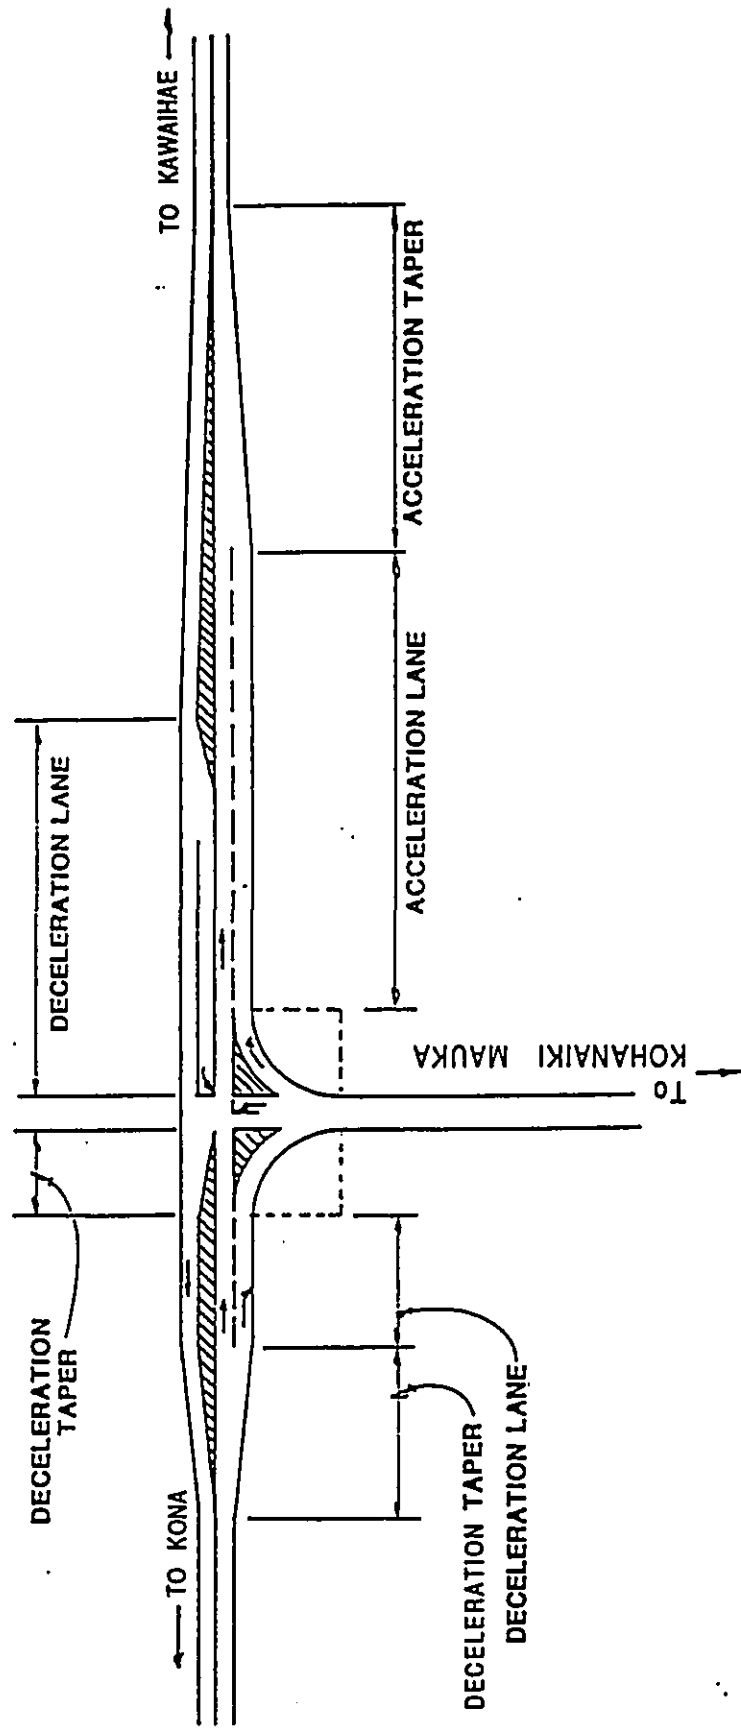 TO KAWAIHAE
DECELERATION LANE
ACCELERATION TAPER
ACCELERATION LANE
TO
KOHANAIKI MAUKA
DECELERATION
TAPER
TO KONA
DECELERATION TAPER
DECELERATION LANE